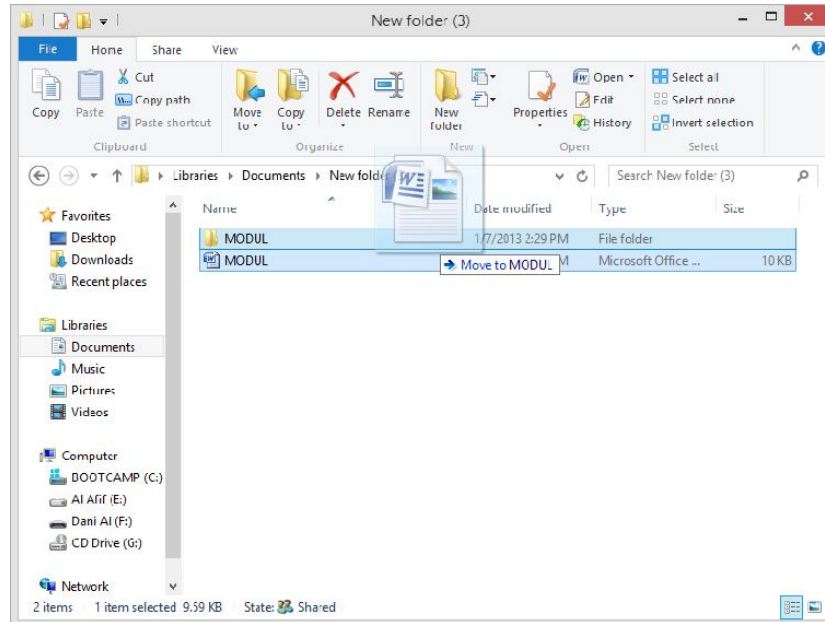 New folder (3)
File Home Share View
Copy
Paste
Cut
Copy path
Paste shortcut
Move to
Copy to
Delete
Rename
New folder
Properties
Open
Edit
History
Select all
Select none
Invert selection
Clipboard Organize New Open Select
Libraries Documents New folde
Search New folder (3)
Name Date modified Type Size
MODUL 1/7/2013 2:29 PM File folder
MODUL M Microsoft Office ... 10 KB
Move to MODUL
Favorites
Desktop
Downloads
Recent places
Libraries
Documents
Music
Pictures
Videos
Computer
BOOTCAMP (C:)
Al Afif (E:)
Dani Al (F:)
CD Drive (G:)
Network
2 items 1 item selected 9.59 KB State: Shared